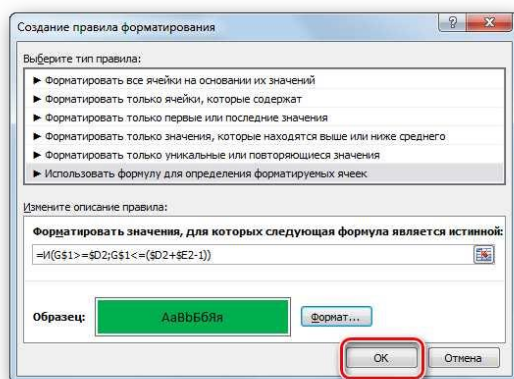 Создание правила форматирования
Выберите тип правила:
► Форматировать все ячейки на основании их значений
► Форматировать только ячейки, которые содержат
► Форматировать только первые или последние значения
► Форматировать только значения, которые находятся выше или ниже среднего
► Форматировать только уникальные или повторяющиеся значения
► Использовать формулу для определения форматируемых ячеек
Измените описание правила:
Форматировать значения, для которых следующая формула является истинной:
=И(G$1>=$D2;G$1<=($D2+$E2-1))
Образец:
АаВbБбЯя
Формат...
ОК
Отмена